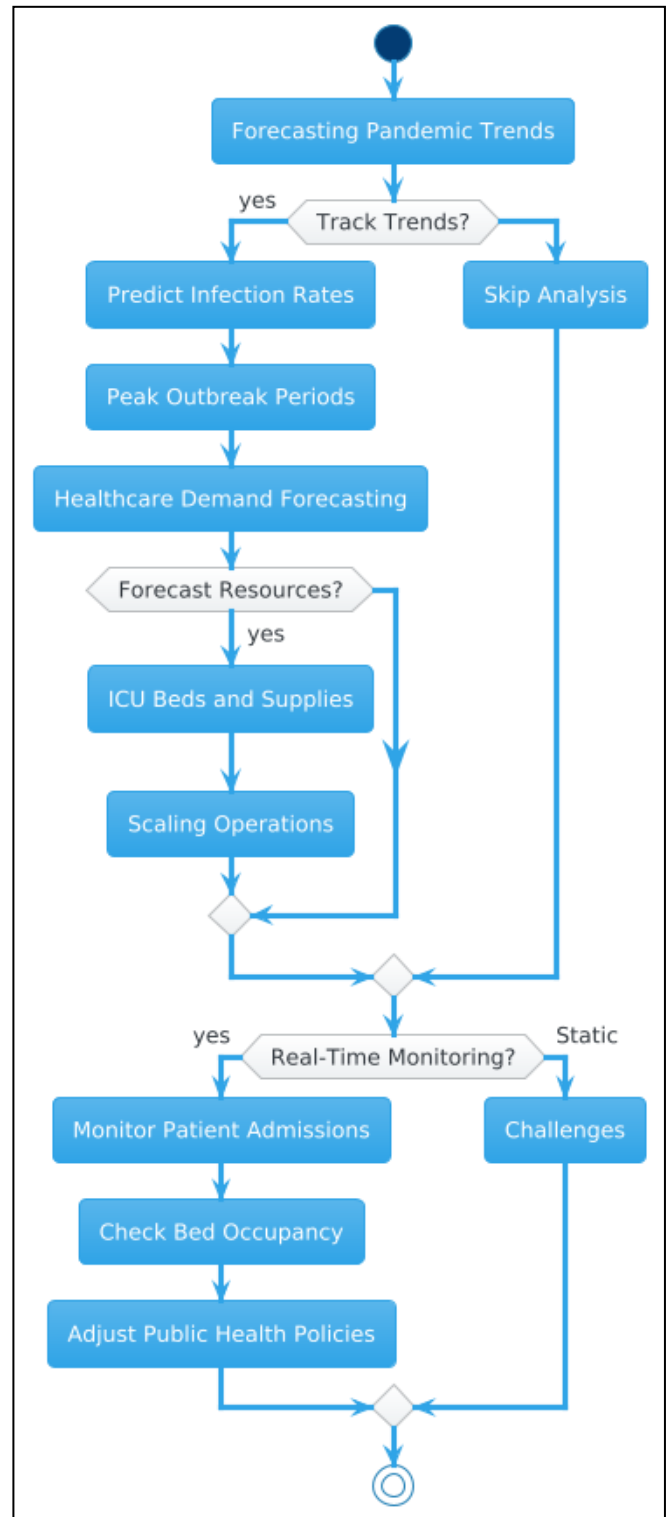 Forecasting Pandemic Trends
yes
Track Trends?
Predict Infection Rates
Skip Analysis
Peak Outbreak Periods
Healthcare Demand Forecasting
Forecast Resources?
yes
ICU Beds and Supplies
Scaling Operations
yes
Real-Time Monitoring?
Static
Monitor Patient Admissions
Challenges
Check Bed Occupancy
Adjust Public Health Policies